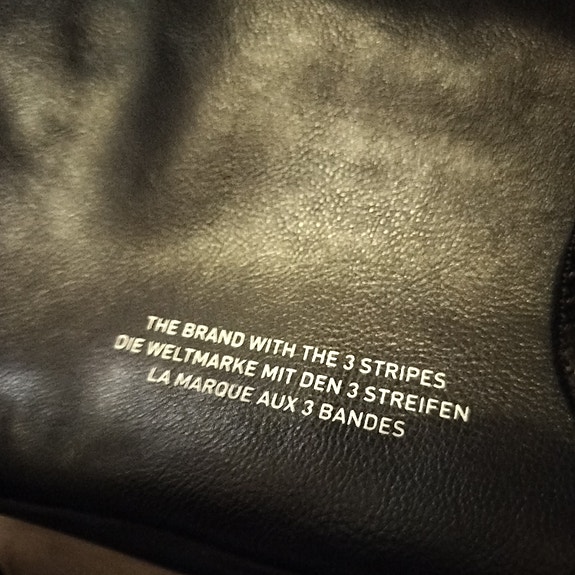 THE BRAND WITH THE 3 STRIPES
DIE WELTMARKE MIT DEN 3 STREIFEN
LA MARQUE AUX 3 BANDES